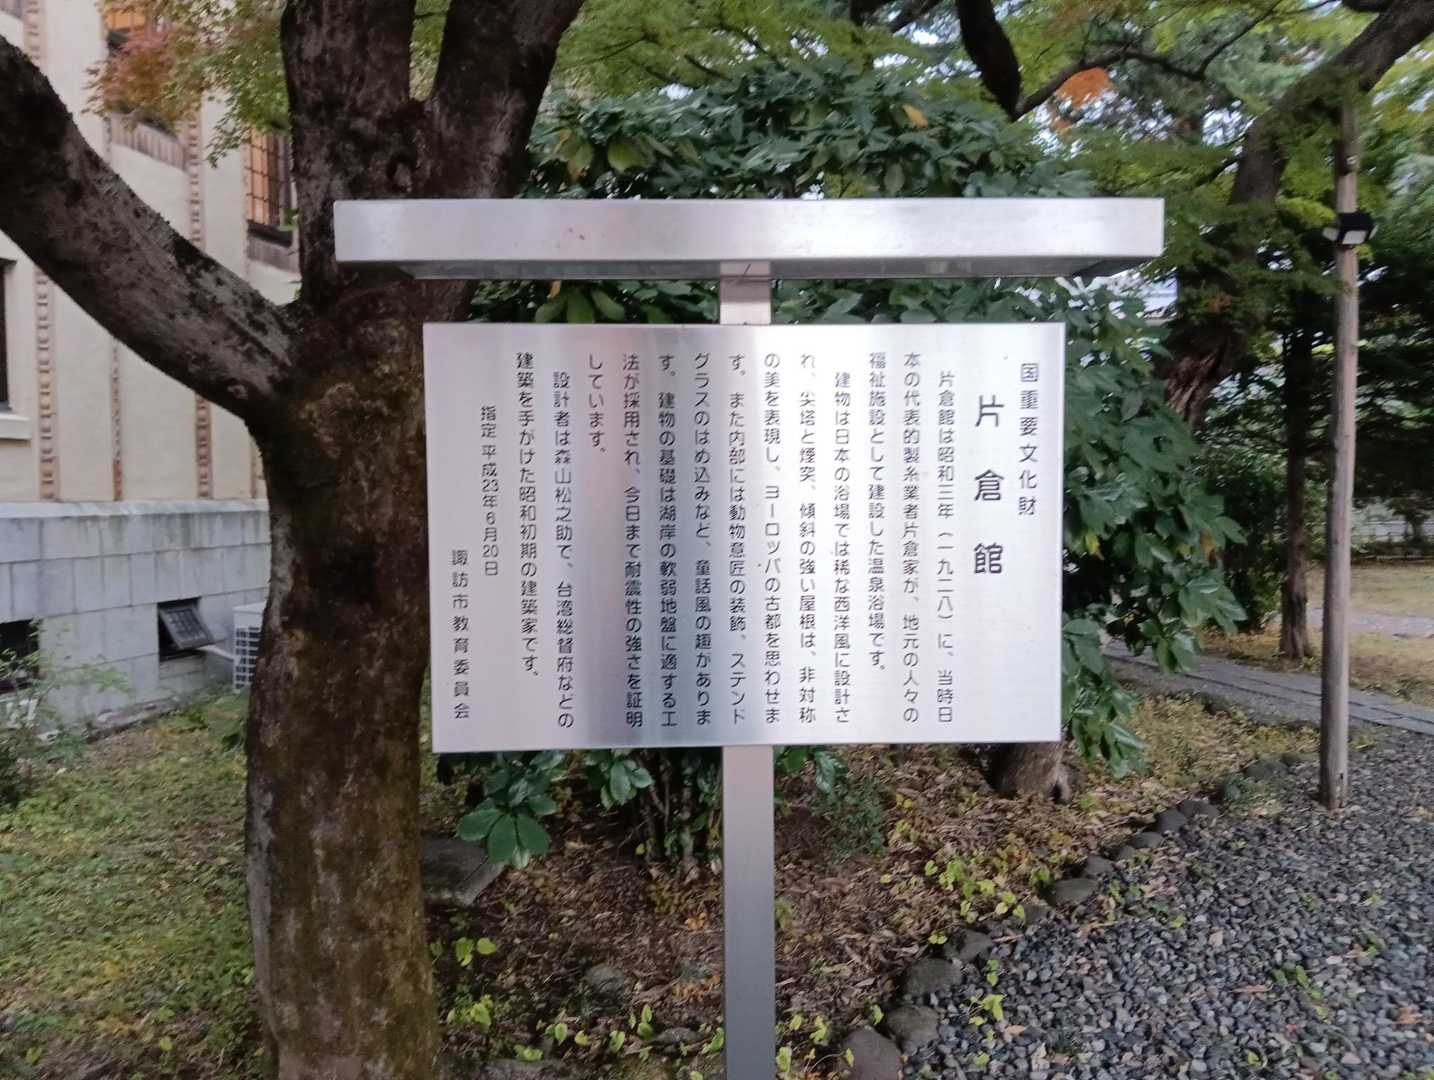 国重要文化財
片倉館
片倉館は昭和三年(一九二八)に、当時日
本の代表的製糸業者片倉家が、地元の人々の
福祉施設として建設した温泉浴場です。
建物は日本の浴場では稀な西洋風に設計さ
れ、尖塔と煙突、傾斜の強い屋根は、非対称
の美を表現し、ヨーロッパの古都を思わせま
す。また内部には動物意匠の装飾、ステンド
グラスのはめ込みなど、童話風の趣がありま
す。建物の基礎は湖岸の軟弱地盤に適する工
法が採用され、今日まで耐震性の強さを証明
しています。
設計者は森山松之助で、台湾総督府などの
建築を手がけた昭和初期の建築家です。
指定 平成23年6月20日
諏訪市教育委員会